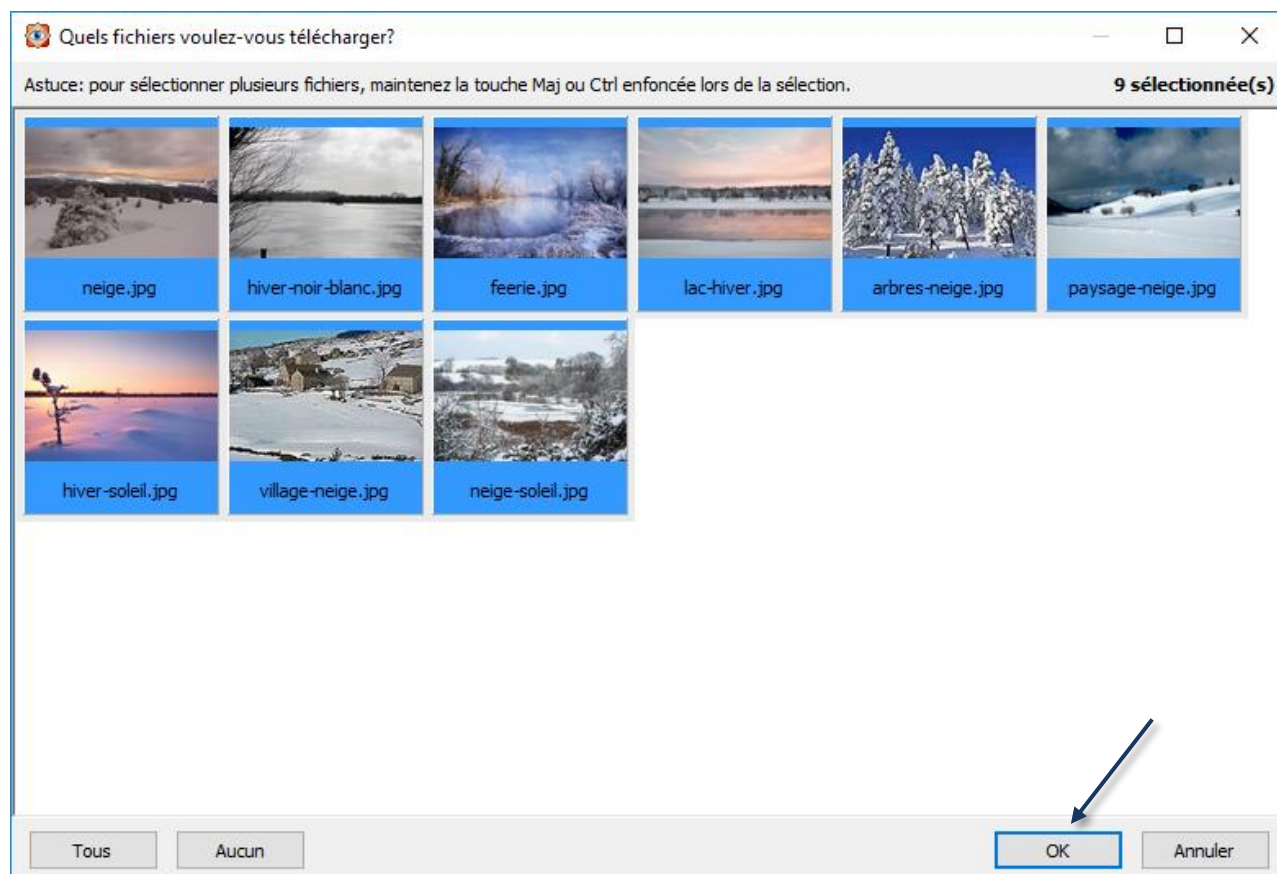 Quels fichiers voulez-vous télécharger?
Astuce: pour sélectionner plusieurs fichiers, maintenez la touche Maj ou Ctrl enfoncée lors de la sélection. 9 sélectionnée(s)
neige.jpg hiver-noir-blanc.jpg feerie.jpg lac-hiver.jpg arbres-neige.jpg paysage-neige.jpg
hiver-soleil.jpg village-neige.jpg neige-soleil.jpg
Tous Aucun OK Annuler